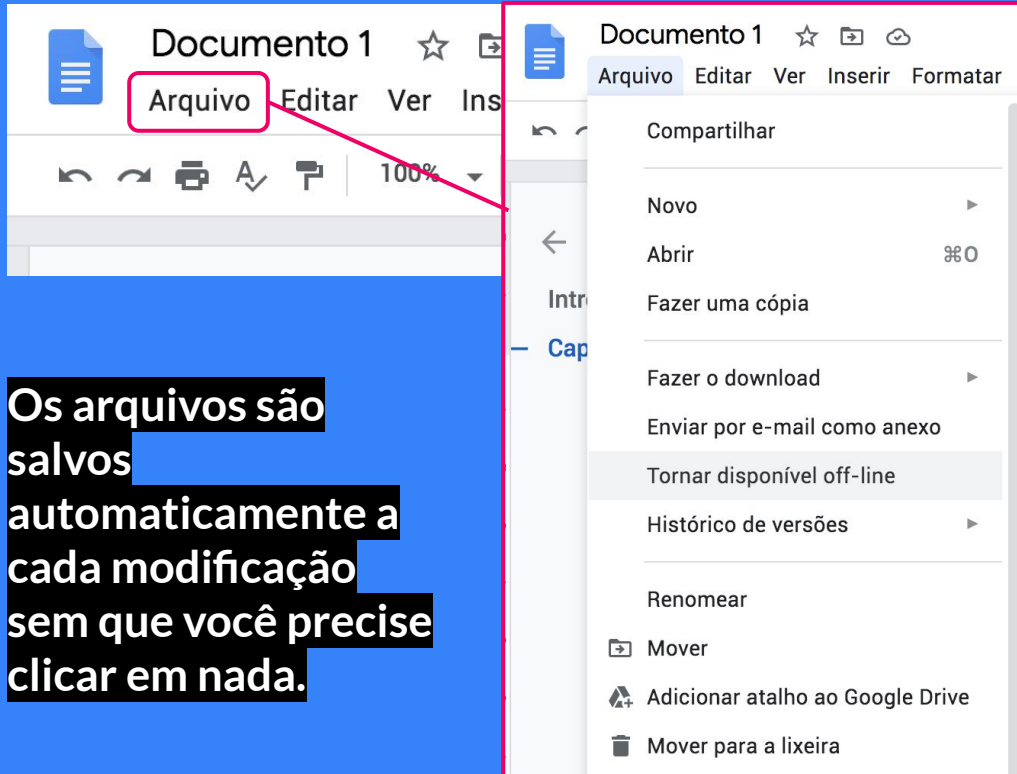 Documento 1
Arquivo Editar Ver Ins
100%
Os arquivos são
salvos
automaticamente a
cada modificação
sem que você precise
clicar em nada.
Documento 1
Arquivo Editar Ver Inserir Formatar
Intr
Cap
Compartilhar
Novo
Abrir ⌘O
Fazer uma cópia
Fazer o download
Enviar por e-mail como anexo
Tornar disponível off-line
Histórico de versões
Renomear
Mover
Adicionar atalho ao Google Drive
Mover para a lixeira